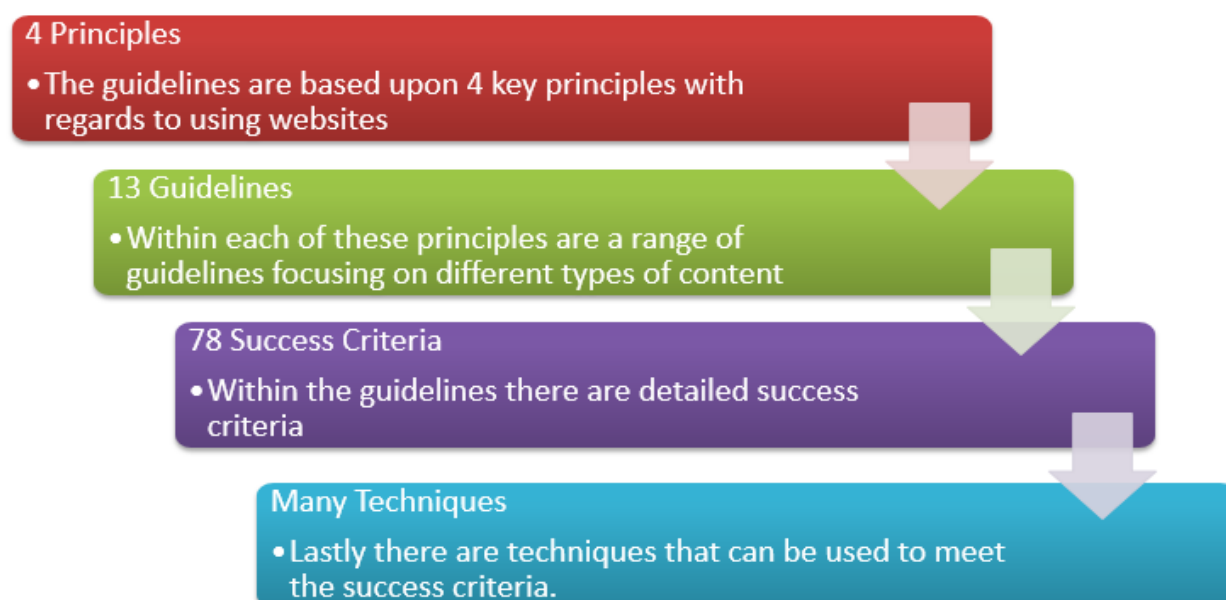 4 Principles
•The guidelines are based upon 4 key principles with
regards to using websites
13 Guidelines
•Within each of these principles are a range of
guidelines focusing on different types of content
78 Success Criteria
•Within the guidelines there are detailed success
criteria
Many Techniques
•Lastly there are techniques that can be used to meet
the success criteria.